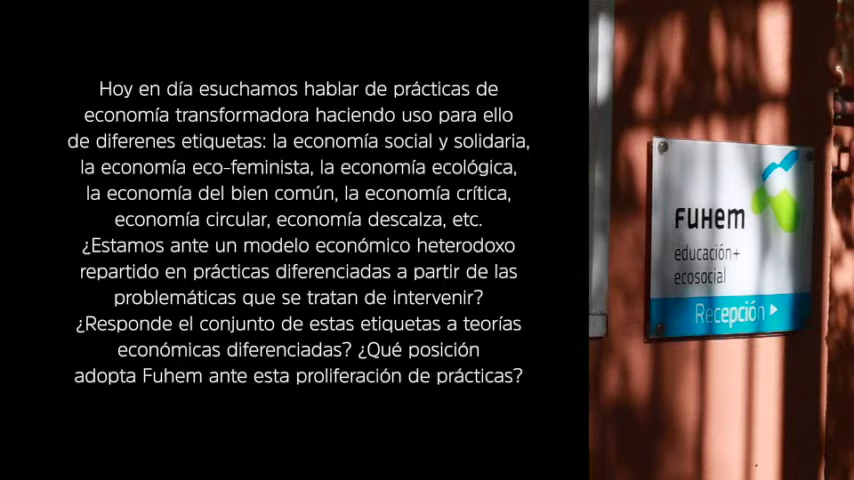 Hoy en día esuchamos hablar de prácticas de
economía transformadora haciendo uso para ello
de diferenes etiquetas: la economía social y solidaria,
la economía eco-feminista, la economía ecológica,
la economía del bien común, la economía crítica,
economía circular, economía descalza, etc.
¿Estamos ante un modelo económico heterodoxo
repartido en prácticas diferenciadas a partir de las
problemáticas que se tratan de intervenir?
¿Responde el conjunto de estas etiquetas a teorías
económicas diferenciadas? ¿Qué posición
adopta Fuhem ante esta proliferación de prácticas?
FUHem
educación+
ecosocial
Recepción